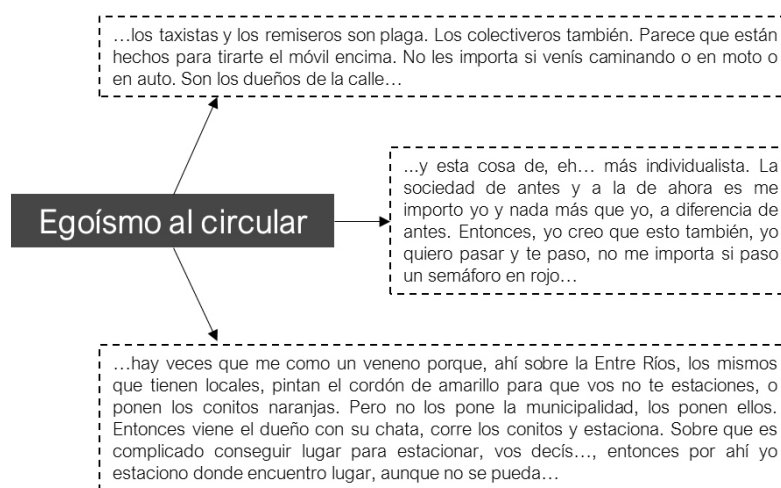 …los taxistas y los remiseros son plaga. Los colectiveros también. Parece que están
hechos para tirarte el móvil encima. No les importa si venís caminando o en moto o
en auto. Son los dueños de la calle…
...y esta cosa de, eh… más individualista. La
sociedad de antes y a la de ahora es me
importo yo y nada más que yo, a diferencia de
antes. Entonces, yo creo que esto también, yo
quiero pasar y te paso, no me importa si paso
un semáforo en rojo…
Egoísmo al circular
…hay veces que me como un veneno porque, ahí sobre la Entre Ríos, los mismos
que tienen locales, pintan el cordón de amarillo para que vos no te estaciones, o
ponen los conitos naranjas. Pero no los pone la municipalidad, los ponen ellos.
Entonces viene el dueño con su chata, corre los conitos y estaciona. Sobre que es
complicado conseguir lugar para estacionar, vos decís…, entonces por ahí yo
estaciono donde encuentro lugar, aunque no se pueda…